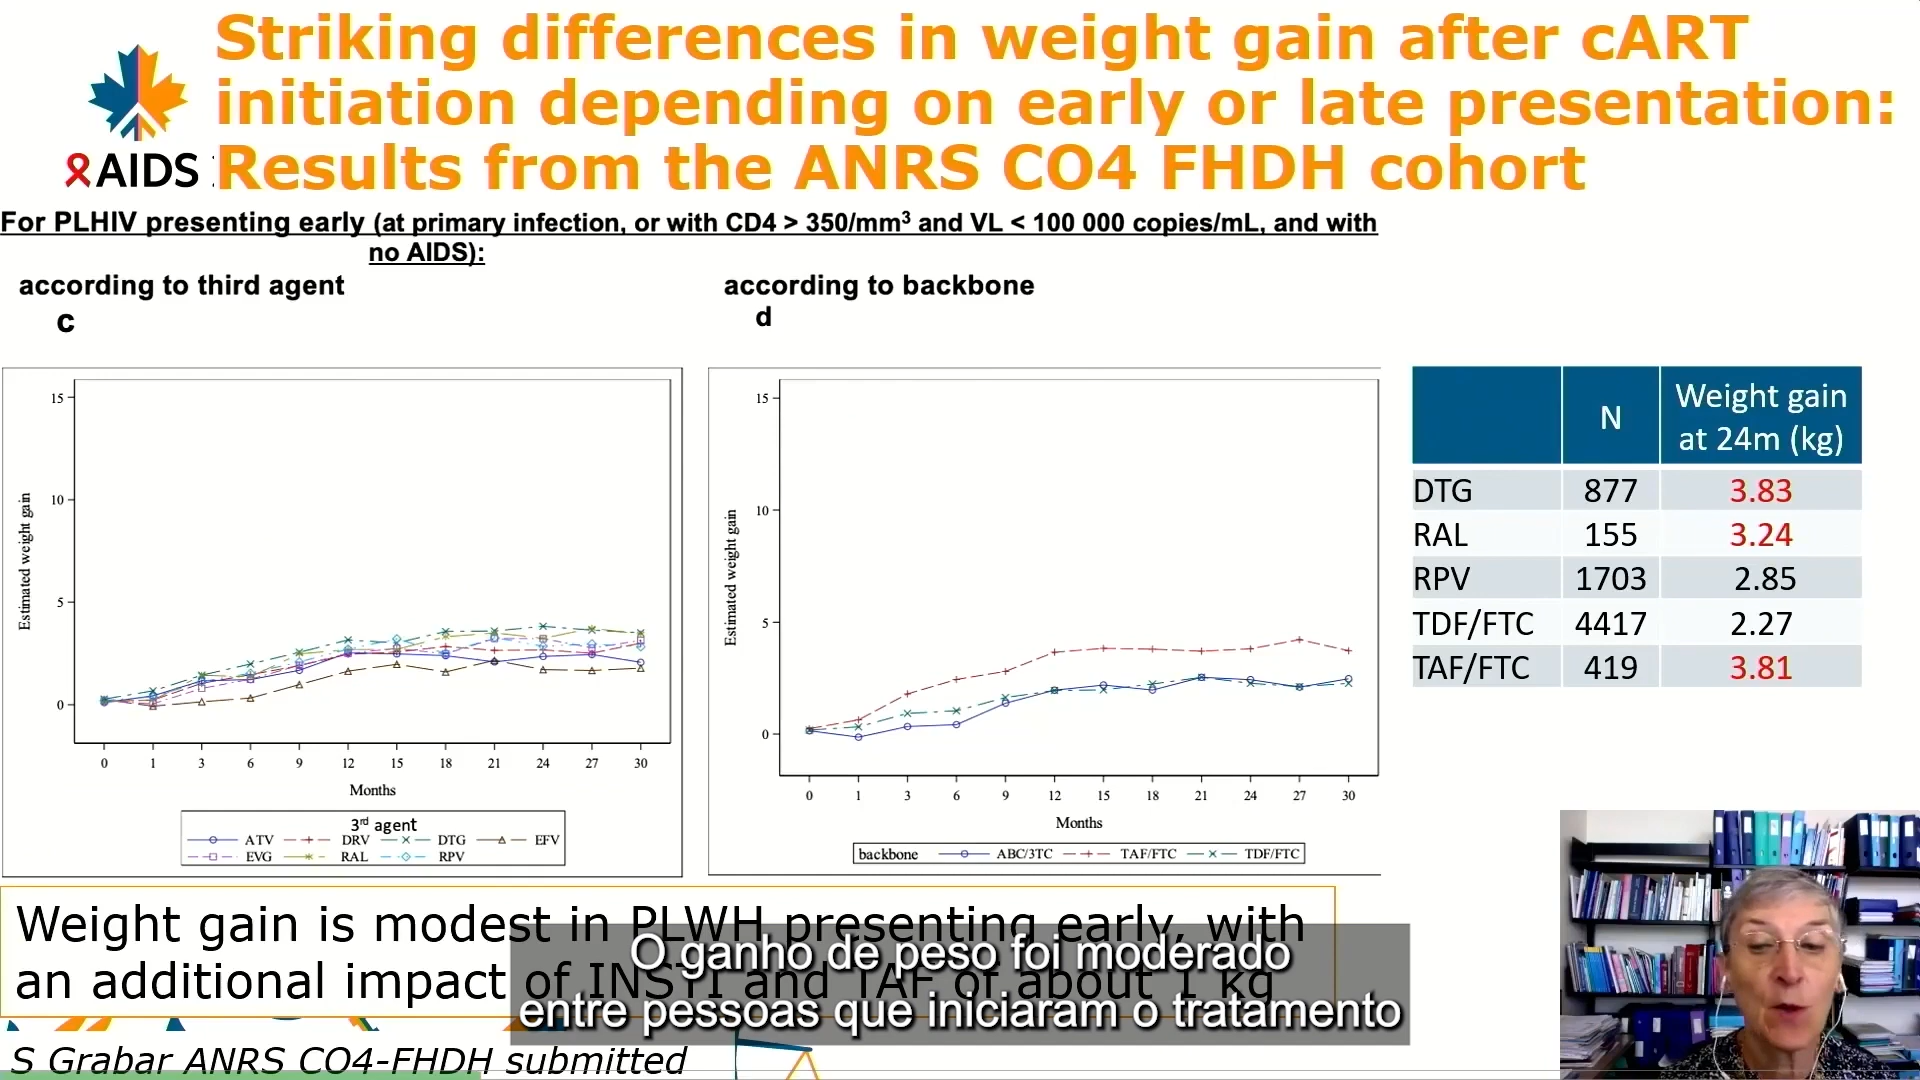 Striking differences in weight gain after cART
initiation depending on early or late presentation:
Results from the ANRS CO4 FHDH cohort
AIDS
For PLHIV presenting early (at primary infection, or with CD4 > 350/mm³ and VL < 100 000 copies/mL, and with
no AIDS):
according to third agent
c
15
10
5
0
Estimated weight gain
0 1 3 6 9 12 15 18 21 24 27 30
Months
3rd agent
ATV DRV DTG EFV
EVG RAL RPV
according to backbone
d
15
10
5
0
Estimated weight gain
0 1 3 6 9 12 15 18 21 24 27 30
Months
backbone ABC/3TC TAF/FTC TDF/FTC
N Weight gain
at 24m (kg)
DTG 877 3.83
RAL 155 3.24
RPV 1703 2.85
TDF/FTC 4417 2.27
TAF/FTC 419 3.81
Weight gain is modest in PLWH presenting early, with
an additional impact of INSTI and TAF of about 1 kg
O ganho de peso foi moderado
entre pessoas que iniciaram o tratamento
S Grabar ANRS CO4-FHDH submitted